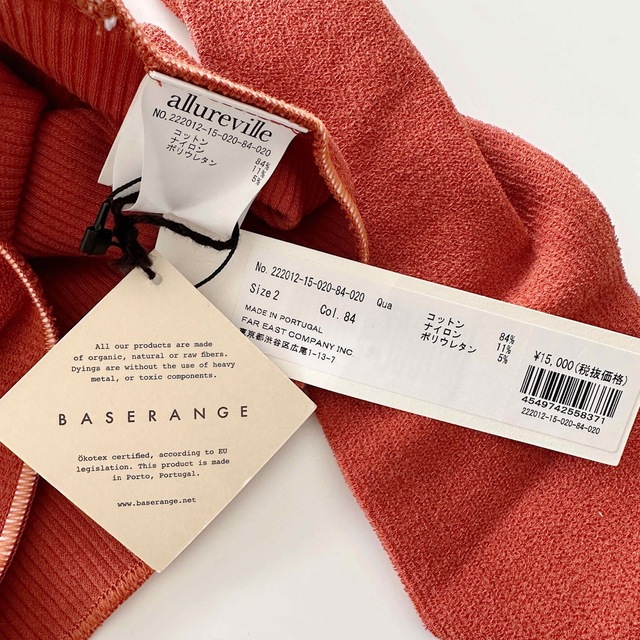 allureville
NO.222012-15-020-84-020
コットン 84%
ナイロン 11%
ポリウレタン 5%
No. 222012-15-020-84-020 Qua
Size 2 Col. 84
MADE IN PORTUGAL
FAR EAST COMPANY INC
東京都渋谷区広尾1-13-7
コットン 84%
ナイロン 11%
ポリウレタン 5%
¥15,000(税抜価格)
4549742558371
222012-15-020-84-020
All our products are made
of organic, natural or raw fibers.
Dyings are without the use of heavy
metal, or toxic components.
BASERANGE
Ökotex certified, according to EU
legislation. This product is made
in Porto, Portugal.
www.baserange.net